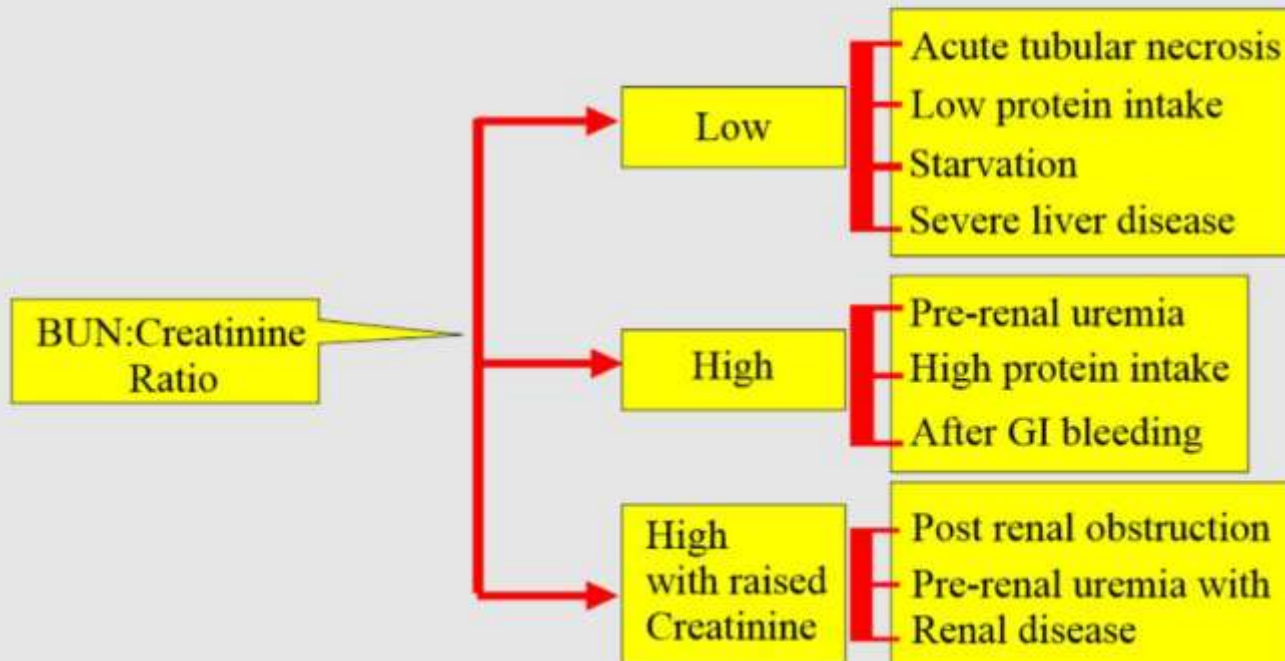 BUN:Creatinine
Ratio
Low
Acute tubular necrosis
Low protein intake
Starvation
Severe liver disease
High
Pre-renal uremia
High protein intake
After GI bleeding
High
with raised
Creatinine
Post renal obstruction
Pre-renal uremia with
Renal disease